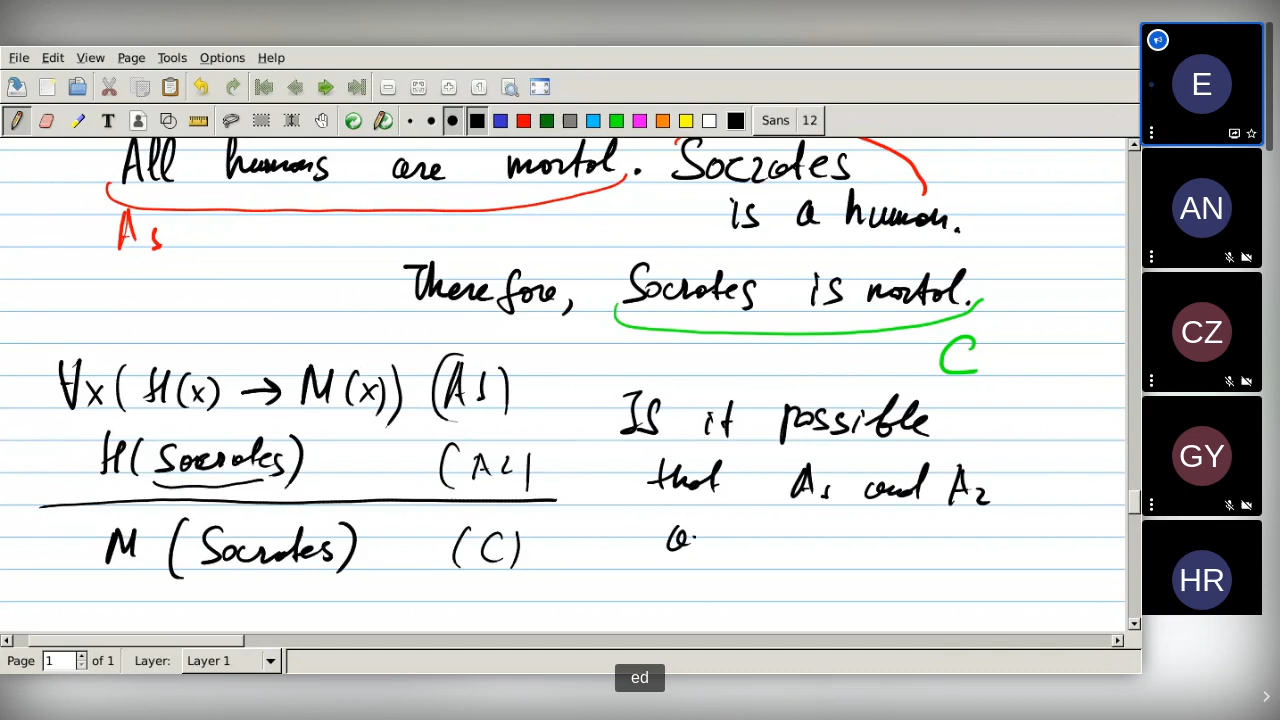 File Edit View Page Tools Options Help
Sans 12
All humans are mortal. Socrates
is a human.
A1
Therefore, Socrates is mortal.
C
∀x(H(x) → M(x)) (A1)
H(Socrates) (A2)
M(Socrates) (C)
Is it possible
that A1 and A2
a
Page 1 of 1 Layer: Layer 1
ed
E
AN
CZ
GY
HR